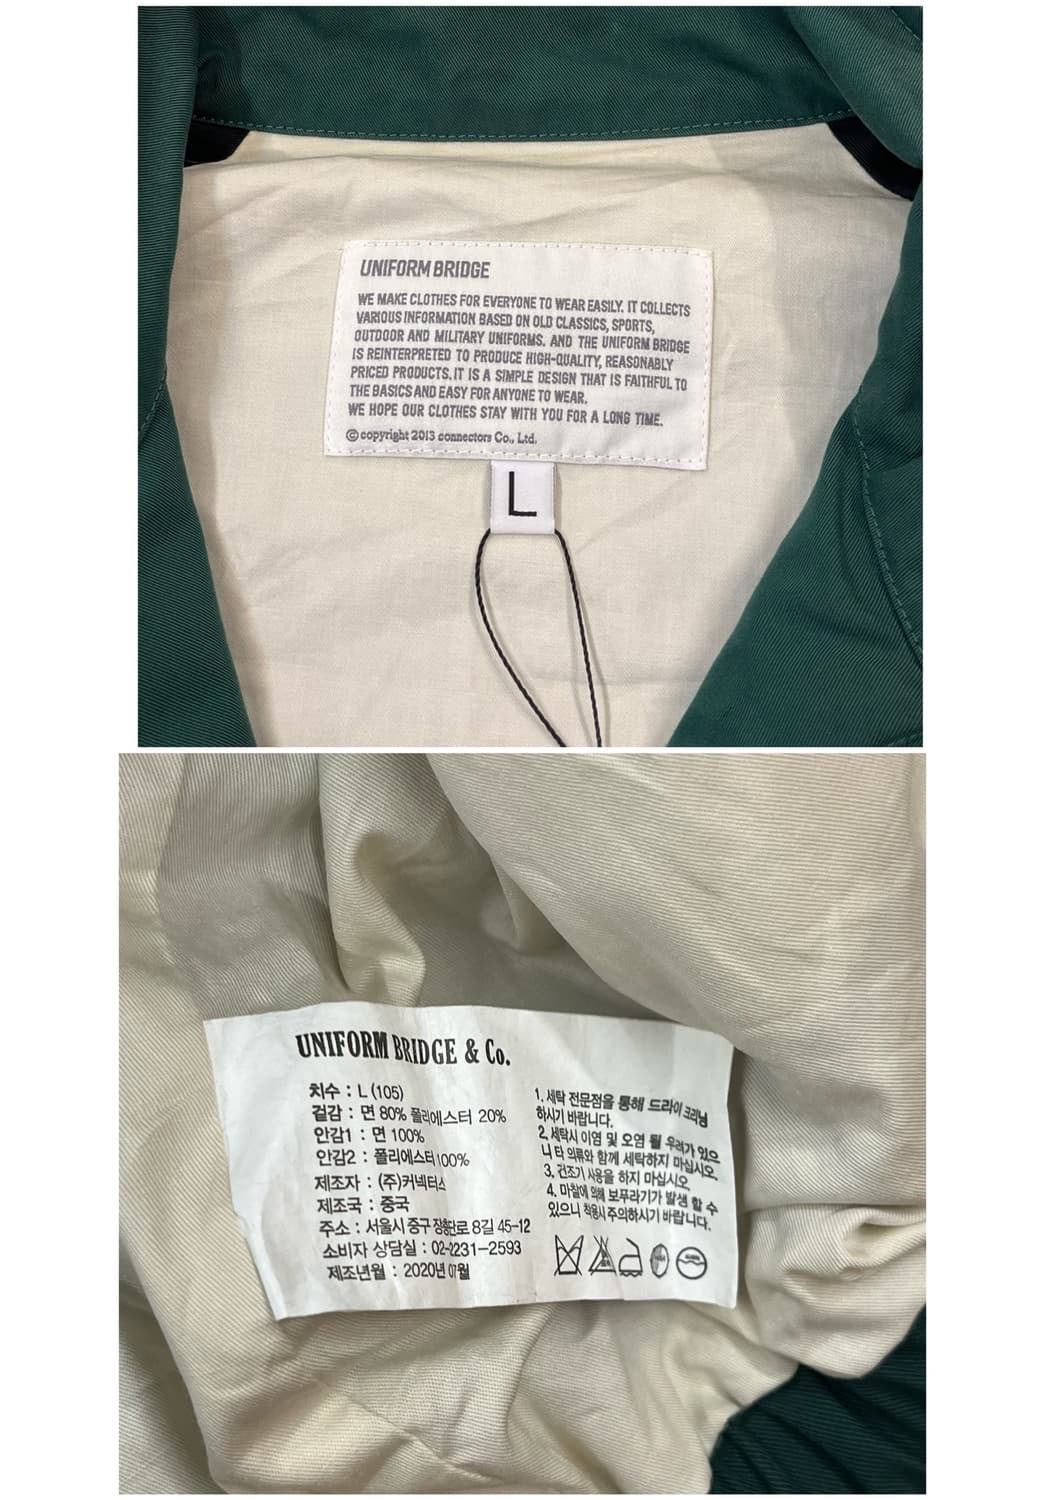 UNIFORM BRIDGE
WE MAKE CLOTHES FOR EVERYONE TO WEAR EASILY. IT COLLECTS
VARIOUS INFORMATION BASED ON OLD CLASSICS, SPORTS,
OUTDOOR AND MILITARY UNIFORMS. AND THE UNIFORM BRIDGE
IS REINTERPRETED TO PRODUCE HIGH-QUALITY, REASONABLY
PRICED PRODUCTS. IT IS A SIMPLE DESIGN THAT IS FAITHFUL TO
THE BASICS AND EASY FOR ANYONE TO WEAR.
WE HOPE OUR CLOTHES STAY WITH YOU FOR A LONG TIME.
© copyright 2013 connectors Co., Ltd.
L
UNIFORM BRIDGE & Co.
치수 : L (105)
겉감 : 면 80% 폴리에스터 20%
안감1 : 면 100%
안감2 : 폴리에스터 100%
제조자 : (주)커넥터스
제조국 : 중국
주소 : 서울시 중구 장충단로 8길 45-12
소비자 상담실 : 02-2231-2593
제조년월 : 2020년 07월
1. 세탁 전문점을 통해 드라이 크리닝
하시기 바랍니다.
2. 세탁시 이염 및 오염 될 우려가 있으
니 타 의류와 함께 세탁하지 마십시오.
3. 건조기 사용을 하지 마십시오.
4. 마찰에 의해 보푸라기가 발생 할 수
있으니 착용시 주의하시기 바랍니다.